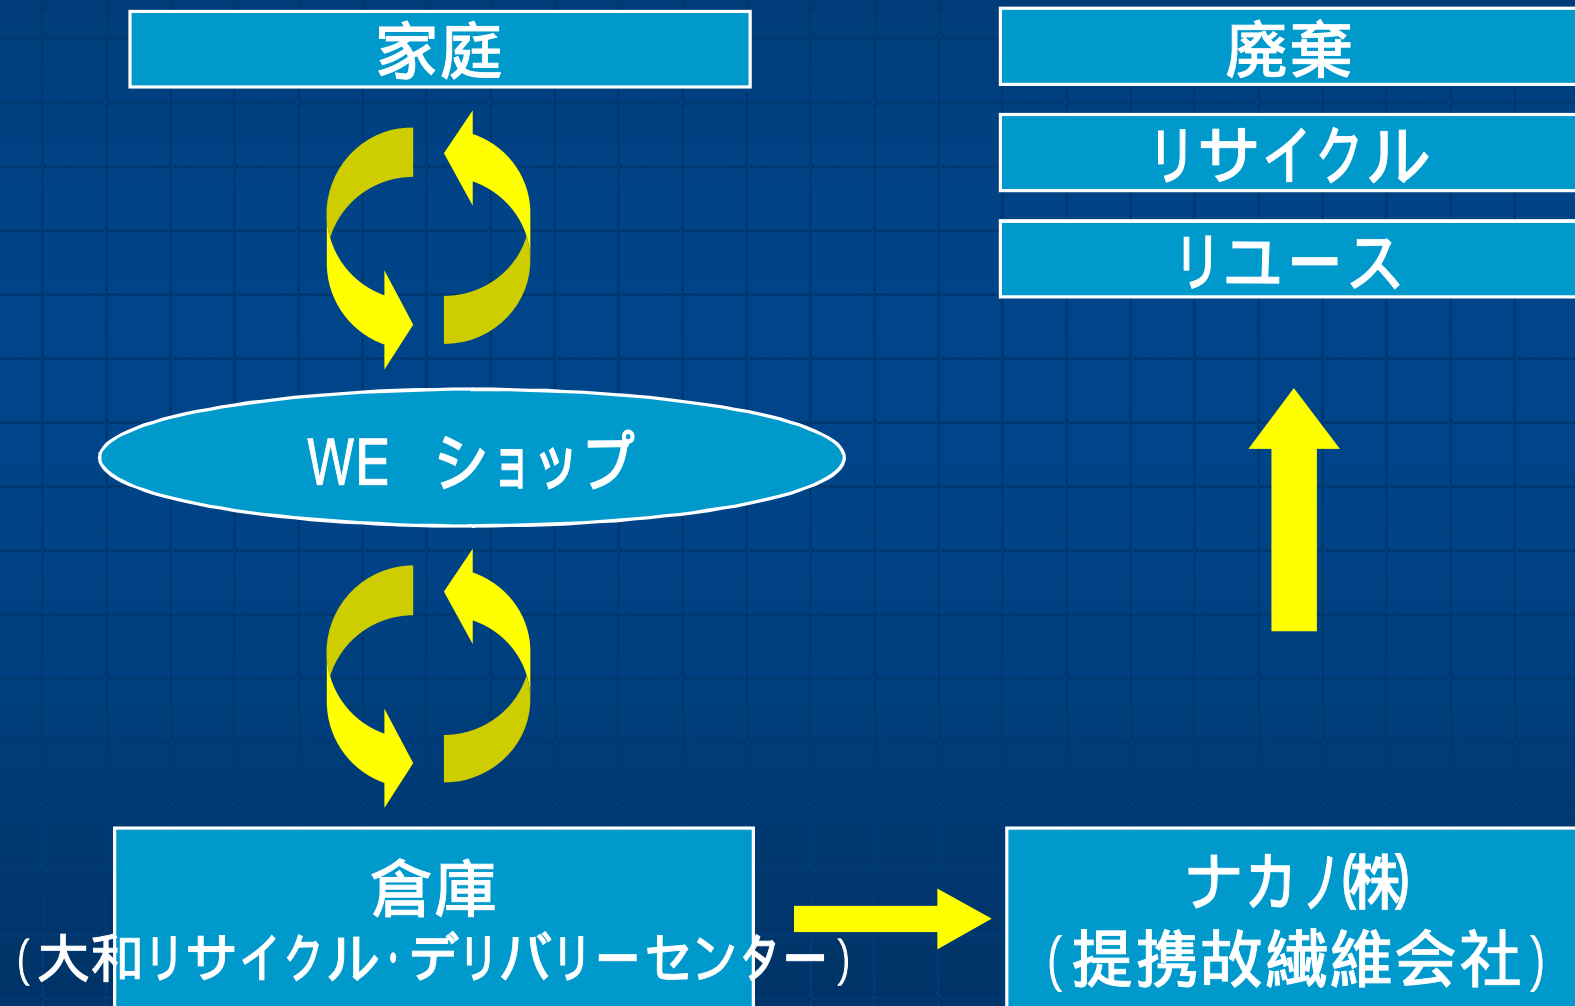 家庭
廃棄
リサイクル
リユース
WE ショップ
倉庫
(大和リサイクル・デリバリーセンター)
ナカノ㈱
(提携故繊維会社)